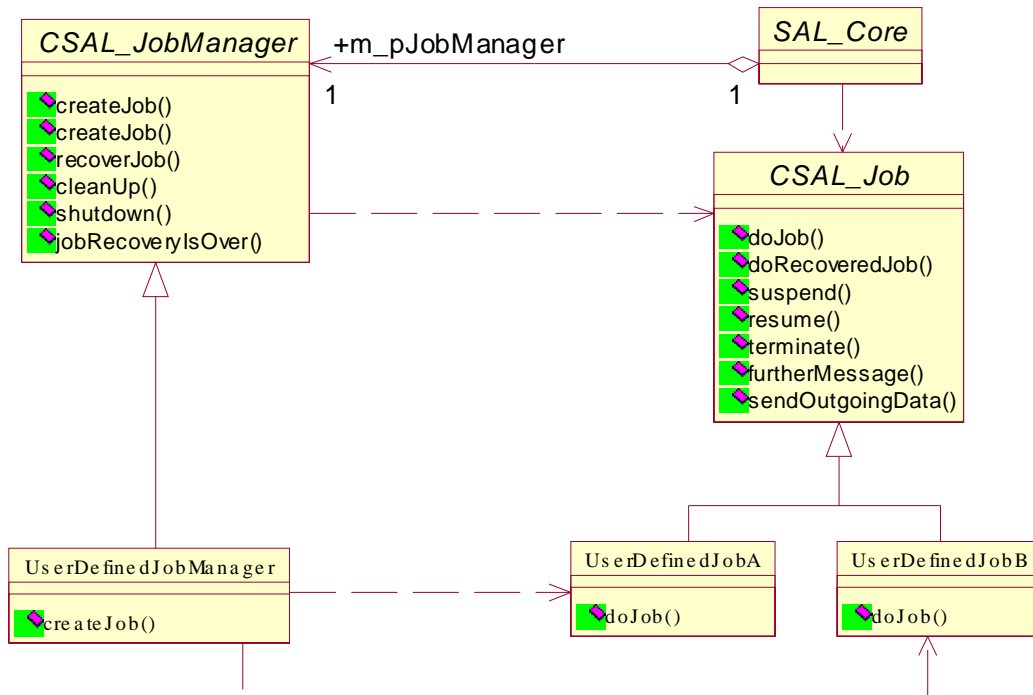 CSAL_JobManager
createJob()
createJob()
recoverJob()
cleanUp()
shutdown()
jobRecoveryIsOver()
+m_pJobManager
1
1
SAL_Core
CSAL_Job
doJob()
doRecoveredJob()
suspend()
resume()
terminate()
furtherMessage()
sendOutgoingData()
UserDefinedJobManager
createJob()
UserDefinedJobA
doJob()
UserDefinedJobB
doJob()